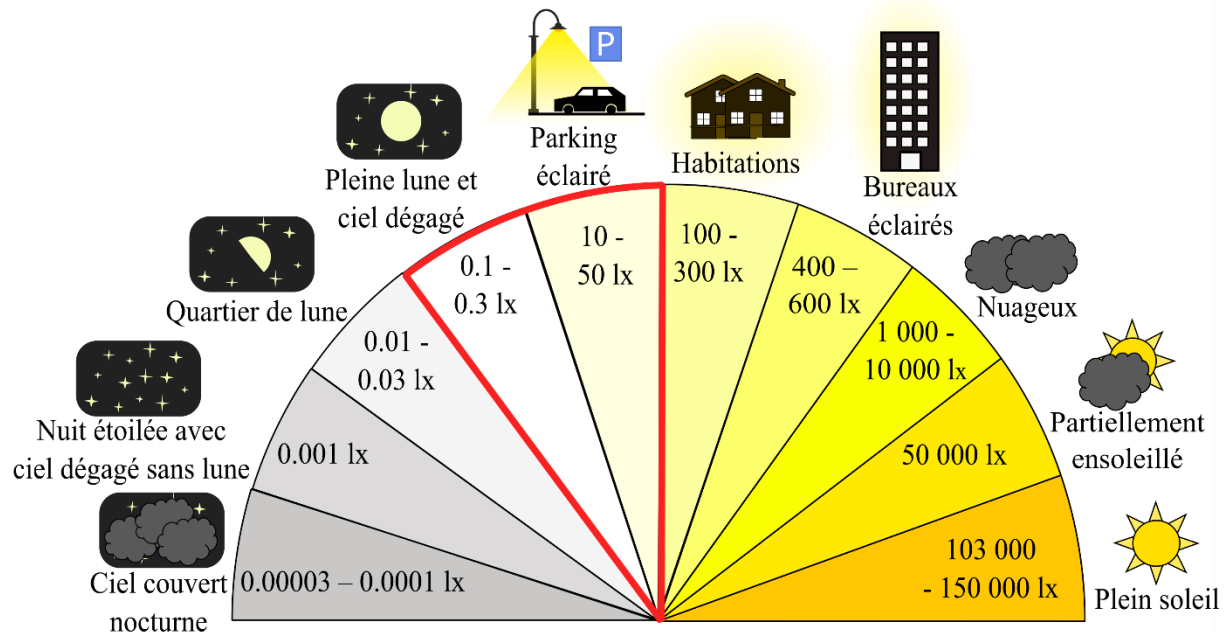 P
Parking
éclairé
Habitations
Bureaux
éclairés
Pleine lune et
ciel dégagé
Quartier de lune
Nuit étoilée avec
ciel dégagé sans lune
Ciel couvert
nocturne
Nuageux
Partiellement
ensoleillé
Plein soleil
0.00003 – 0.0001 lx
0.001 lx
0.01 -
0.03 lx
0.1 -
0.3 lx
10 -
50 lx
100 -
300 lx
400 –
600 lx
1 000 -
10 000 lx
50 000 lx
103 000
- 150 000 lx